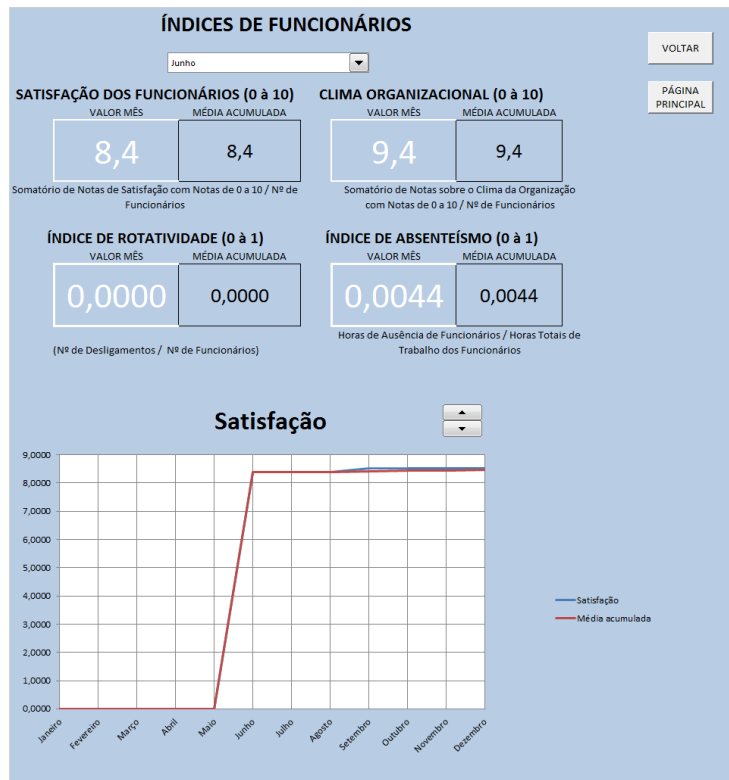 ÍNDICES DE FUNCIONÁRIOS
VOLTAR
Junho
PÁGINA
PRINCIPAL
SATISFAÇÃO DOS FUNCIONÁRIOS (0 à 10)
VALOR MÊS
MÉDIA ACUMULADA
8,4
8,4
Somatório de Notas de Satisfação com Notas de 0 a 10 / Nº de
Funcionários
CLIMA ORGANIZACIONAL (0 à 10)
VALOR MÊS
MÉDIA ACUMULADA
9,4
9,4
Somatório de Notas sobre o Clima da Organização
com Notas de 0 a 10 / Nº de Funcionários
ÍNDICE DE ROTATIVIDADE (0 à 1)
VALOR MÊS
MÉDIA ACUMULADA
0,0000
0,0000
(Nº de Desligamentos / Nº de Funcionários)
ÍNDICE DE ABSENTEÍSMO (0 à 1)
VALOR MÊS
MÉDIA ACUMULADA
0,0044
0,0044
Horas de Ausência de Funcionários / Horas Totais de
Trabalho dos Funcionários
Satisfação
9,0000
8,0000
7,0000
6,0000
5,0000
4,0000
3,0000
2,0000
1,0000
0,0000
Janeiro
Fevereiro
Março
Abril
Maio
Junho
Julho
Agosto
Setembro
Outubro
Novembro
Dezembro
Satisfação
Média acumulada